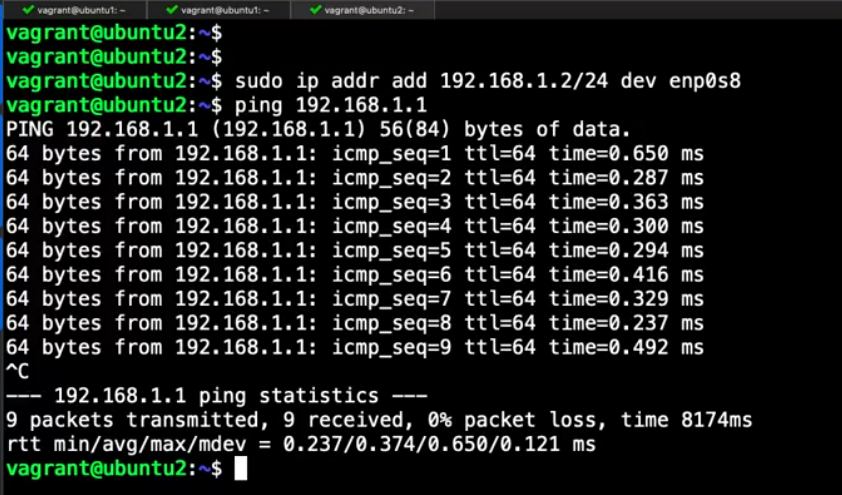 vagrant@ubuntu1: ~ vagrant@ubuntu1: ~ vagrant@ubuntu2: ~
vagrant@ubuntu2:~$
vagrant@ubuntu2:~$
vagrant@ubuntu2:~$ sudo ip addr add 192.168.1.2/24 dev enp0s8
vagrant@ubuntu2:~$ ping 192.168.1.1
PING 192.168.1.1 (192.168.1.1) 56(84) bytes of data.
64 bytes from 192.168.1.1: icmp_seq=1 ttl=64 time=0.650 ms
64 bytes from 192.168.1.1: icmp_seq=2 ttl=64 time=0.287 ms
64 bytes from 192.168.1.1: icmp_seq=3 ttl=64 time=0.363 ms
64 bytes from 192.168.1.1: icmp_seq=4 ttl=64 time=0.300 ms
64 bytes from 192.168.1.1: icmp_seq=5 ttl=64 time=0.294 ms
64 bytes from 192.168.1.1: icmp_seq=6 ttl=64 time=0.416 ms
64 bytes from 192.168.1.1: icmp_seq=7 ttl=64 time=0.329 ms
64 bytes from 192.168.1.1: icmp_seq=8 ttl=64 time=0.237 ms
64 bytes from 192.168.1.1: icmp_seq=9 ttl=64 time=0.492 ms
^C
--- 192.168.1.1 ping statistics ---
9 packets transmitted, 9 received, 0% packet loss, time 8174ms
rtt min/avg/max/mdev = 0.237/0.374/0.650/0.121 ms
vagrant@ubuntu2:~$